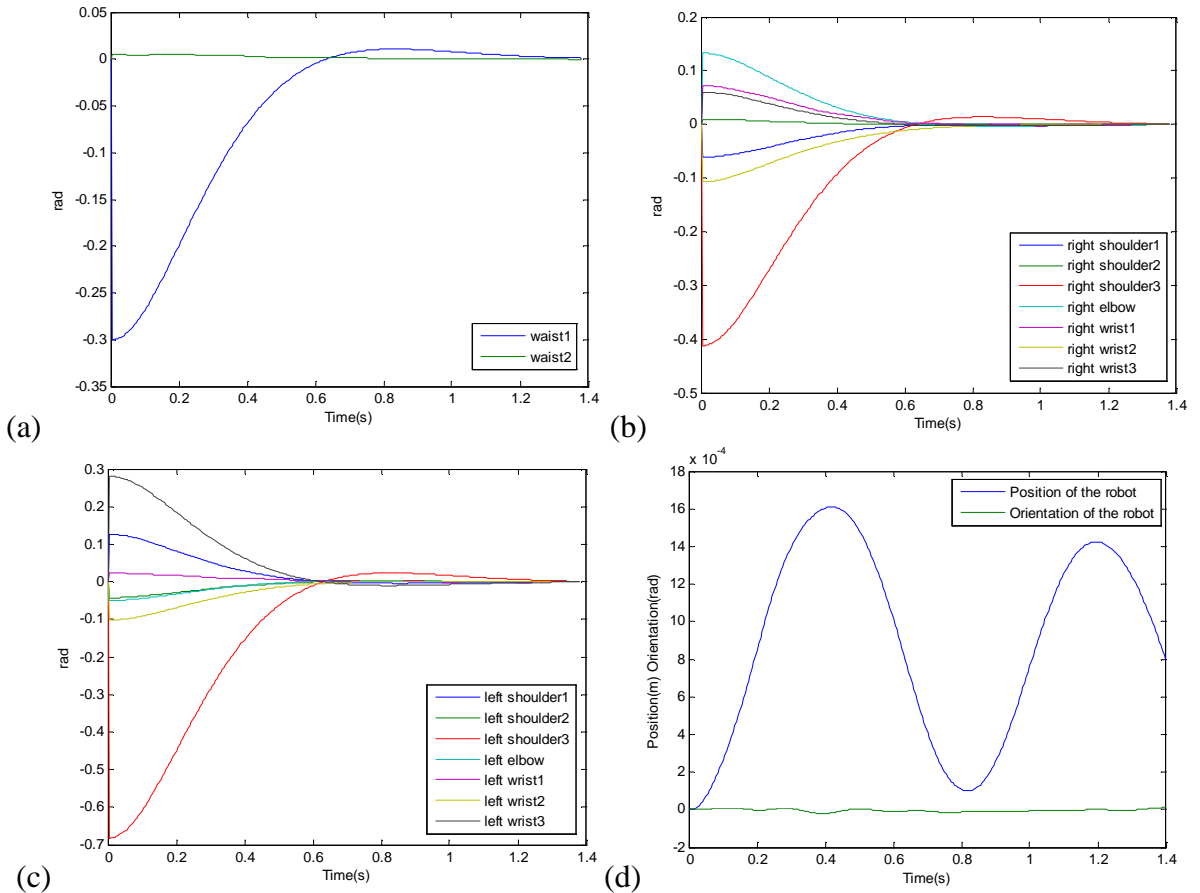 0.05
0
-0.05
-0.1
-0.15
-0.2
-0.25
-0.3
-0.35
rad
0 0.2 0.4 0.6 0.8 1 1.2 1.4
Time(s)
waist1
waist2
(a)
0.2
0.1
0
-0.1
-0.2
-0.3
-0.4
-0.5
rad
0 0.2 0.4 0.6 0.8 1 1.2 1.4
Time(s)
right shoulder1
right shoulder2
right shoulder3
right elbow
right wrist1
right wrist2
right wrist3
(b)
0.3
0.2
0.1
0
-0.1
-0.2
-0.3
-0.4
-0.5
-0.6
-0.7
rad
0 0.2 0.4 0.6 0.8 1 1.2 1.4
Time(s)
left shoulder1
left shoulder2
left shoulder3
left elbow
left wrist1
left wrist2
left wrist3
(c)
x 10-4
18
16
14
12
10
8
6
4
2
0
-2
Position(m) Orientation(rad)
0 0.2 0.4 0.6 0.8 1 1.2 1.4
Time(s)
Position of the robot
Orientation of the robot
(d)